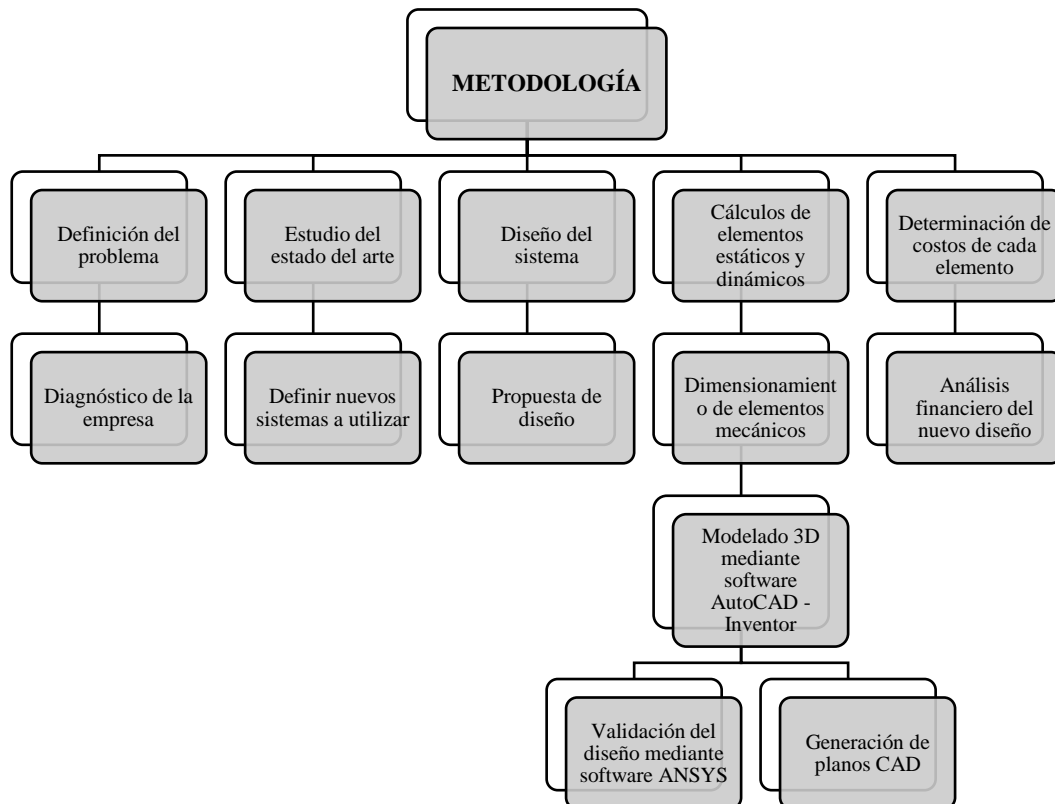 METODOLOGÍA
Definición del
problema
Estudio del
estado del arte
Diseño del
sistema
Cálculos de
elementos
estáticos y
dinámicos
Determinación de
costos de cada
elemento
Diagnóstico de la
empresa
Definir nuevos
sistemas a utilizar
Propuesta de
diseño
Dimensionamient
o de elementos
mecánicos
Análisis
financiero del
nuevo diseño
Modelado 3D
mediante
software
AutoCAD -
Inventor
Validación del
diseño mediante
software ANSYS
Generación de
planos CAD